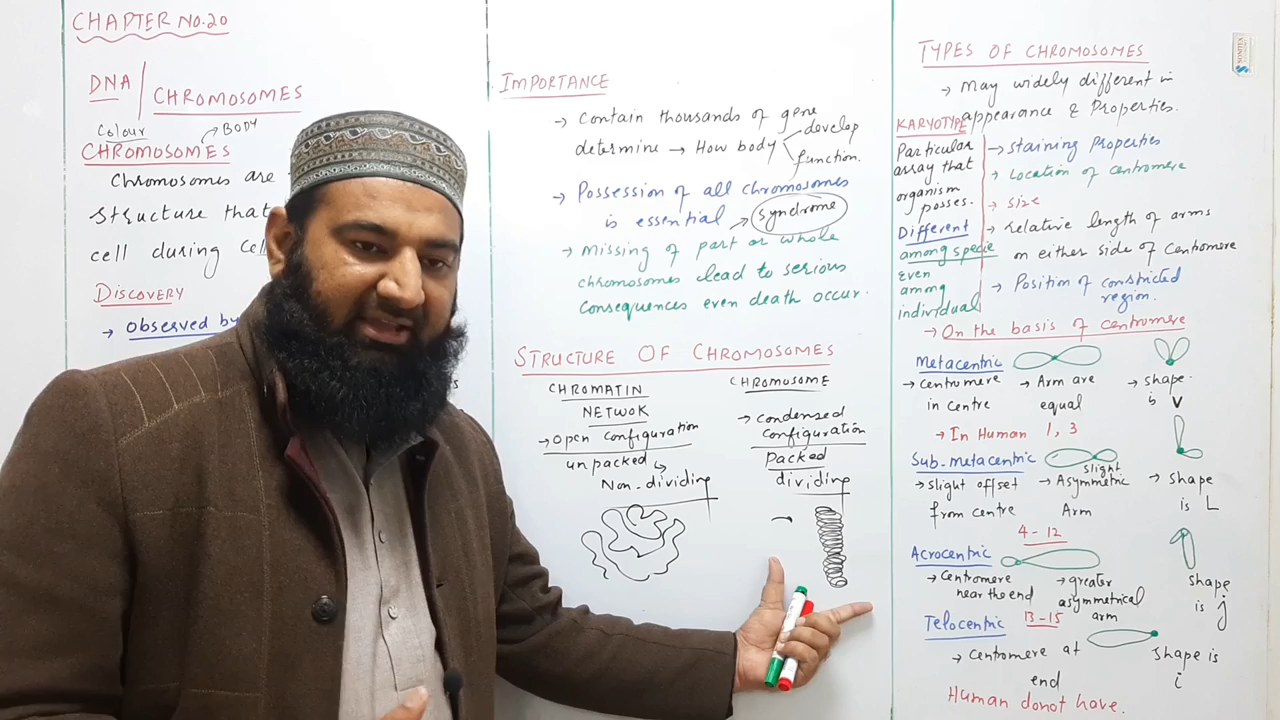 CHAPTER NO.20
DNA / CHROMOSOMES
Colour → BODY
CHROMOSOMES
Chromosomes are
structure that
cell during
DISCOVERY
→ observed by
IMPORTANCE
→ Contain thousands of gene
determine → How body
develop
function.
→ Possession of all chromosomes
is essential → syndrome
→ Missing of part or whole
chromosomes lead to serious
consequences even death occur.
STRUCTURE OF CHROMOSOMES
CHROMATIN
NETWOK
→ Open configuration
unpacked
Non-dividing
CHROMOSOME
→ condensed
configuration
Packed
dividing
TYPES OF CHROMOSOMES
→ May widely different in
appearance & Properties.
KARYOTYPE
Particular
array that
organism
posses.
Different
among specie
even
among
individual
→ staining Properties
→ Location of centromere
→ size
→ relative length of arms
on either side of centromere
→ Position of constricted
region.
→ On the basis of centromere
Metacentric
→ centromere
in centre
→ Arm are
equal
→ shape
is V
→ In Human 1, 3
Sub-metacentric
→ slight offset
from centre
slight
→ Asymmetric
Arm
→ shape
is L
4-12
Acrocentric
→ Centromere
near the end
→ greater
asymmetrical
arm
shape
is j
Telocentric
13-15
→ Centromere at
end
shape is
i
Human donot have.